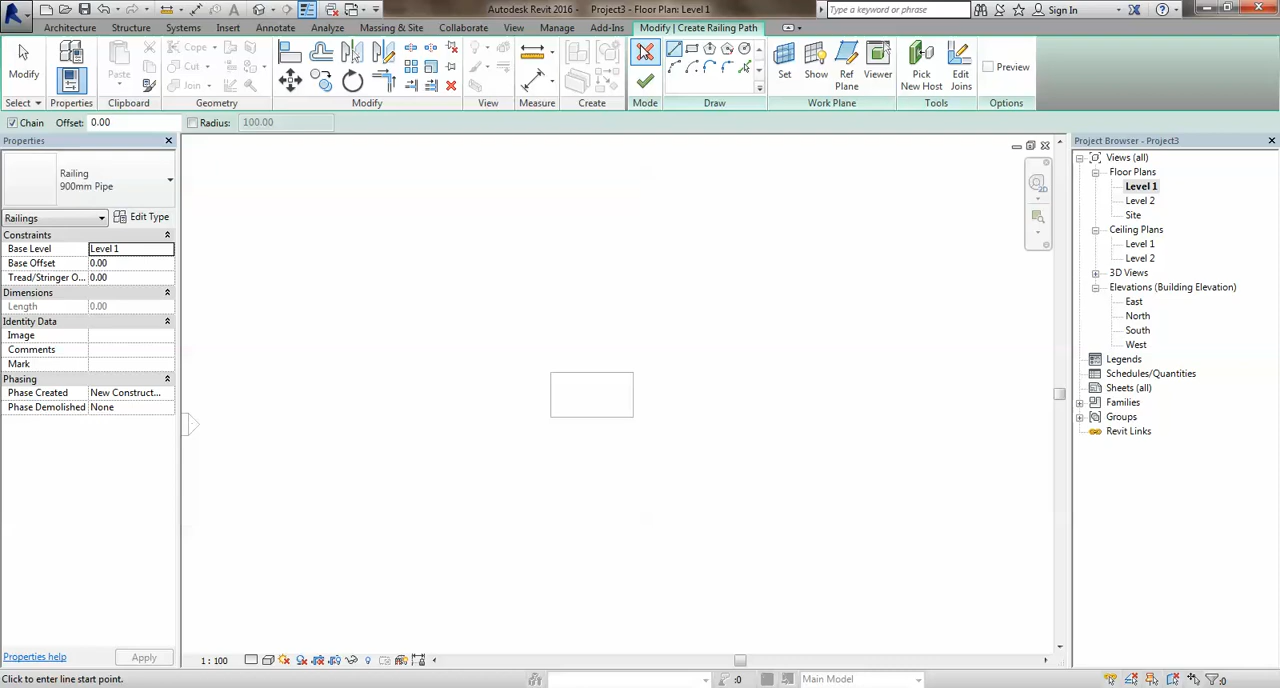 Autodesk Revit 2016 - Project3 - Floor Plan: Level 1
Type a keyword or phrase
Sign In
Architecture Structure Systems Insert Annotate Analyze Massing & Site Collaborate View Manage Add-Ins Modify | Create Railing Path
Modify
Paste
Cope
Cut
Join
Set Show Ref Plane Viewer Pick New Host Edit Joins
Preview
Select Properties Clipboard Geometry Modify View Measure Create Mode Draw Work Plane Tools Options
Chain Offset: 0.00 Radius: 100.00
Properties
Railing
900mm Pipe
Railings Edit Type
Constraints
Base Level Level 1
Base Offset 0.00
Tread/Stringer O... 0.00
Dimensions
Length 0.00
Identity Data
Image
Comments
Mark
Phasing
Phase Created New Construct...
Phase Demolished None
Properties help Apply
2D
Project Browser - Project3
Views (all)
Floor Plans
Level 1
Level 2
Site
Ceiling Plans
Level 1
Level 2
3D Views
Elevations (Building Elevation)
East
North
South
West
Legends
Schedules/Quantities
Sheets (all)
Families
Groups
Revit Links
1 : 100
Click to enter line start point.
:0 Main Model :0